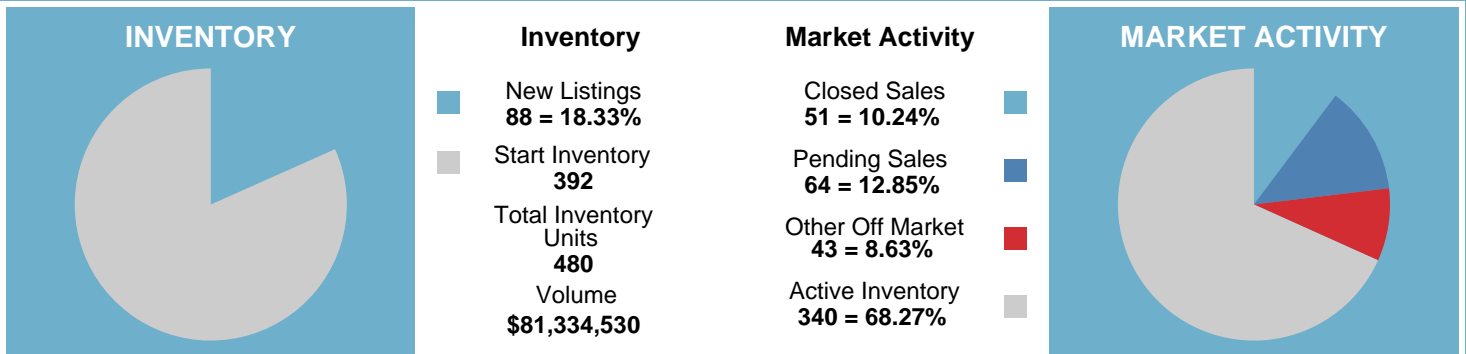 INVENTORY
Inventory
New Listings
88 = 18.33%
Start Inventory
392
Total Inventory
Units
480
Volume
$81,334,530
Market Activity
Closed Sales
51 = 10.24%
Pending Sales
64 = 12.85%
Other Off Market
43 = 8.63%
Active Inventory
340 = 68.27%
MARKET ACTIVITY